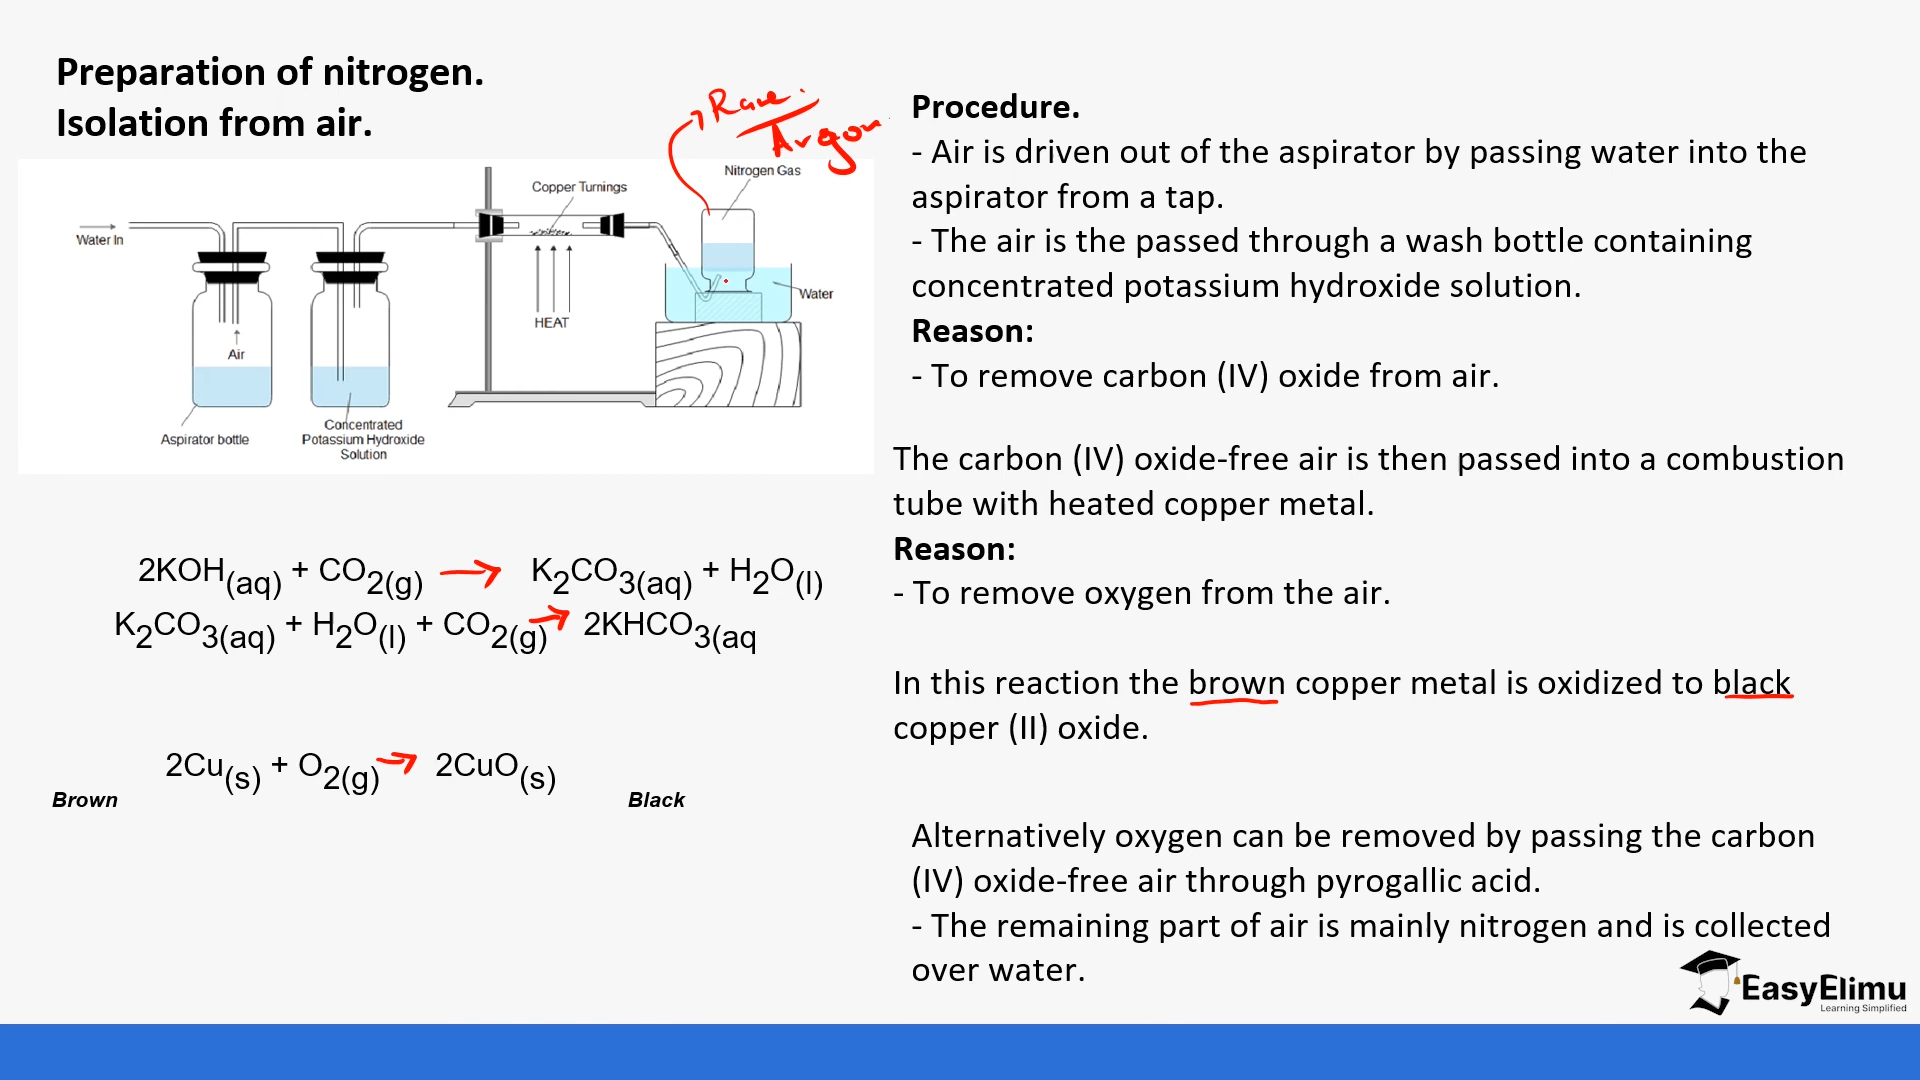 Preparation of nitrogen.
Isolation from air.
Rare.
Argon
Nitrogen Gas
Copper Turnings
Water In
Water
HEAT
Air
Aspirator bottle
Concentrated
Potassium Hydroxide
Solution
2KOH(aq) + CO2(g) → K2CO3(aq) + H2O(l)
K2CO3(aq) + H2O(l) + CO2(g) → 2KHCO3(aq
2Cu(s) + O2(g) → 2CuO(s)
Brown Black
Procedure.
- Air is driven out of the aspirator by passing water into the
aspirator from a tap.
- The air is the passed through a wash bottle containing
concentrated potassium hydroxide solution.
Reason:
- To remove carbon (IV) oxide from air.
The carbon (IV) oxide-free air is then passed into a combustion
tube with heated copper metal.
Reason:
- To remove oxygen from the air.
In this reaction the brown copper metal is oxidized to black
copper (II) oxide.
Alternatively oxygen can be removed by passing the carbon
(IV) oxide-free air through pyrogallic acid.
- The remaining part of air is mainly nitrogen and is collected
over water.
EasyElimu
Learning Simplified